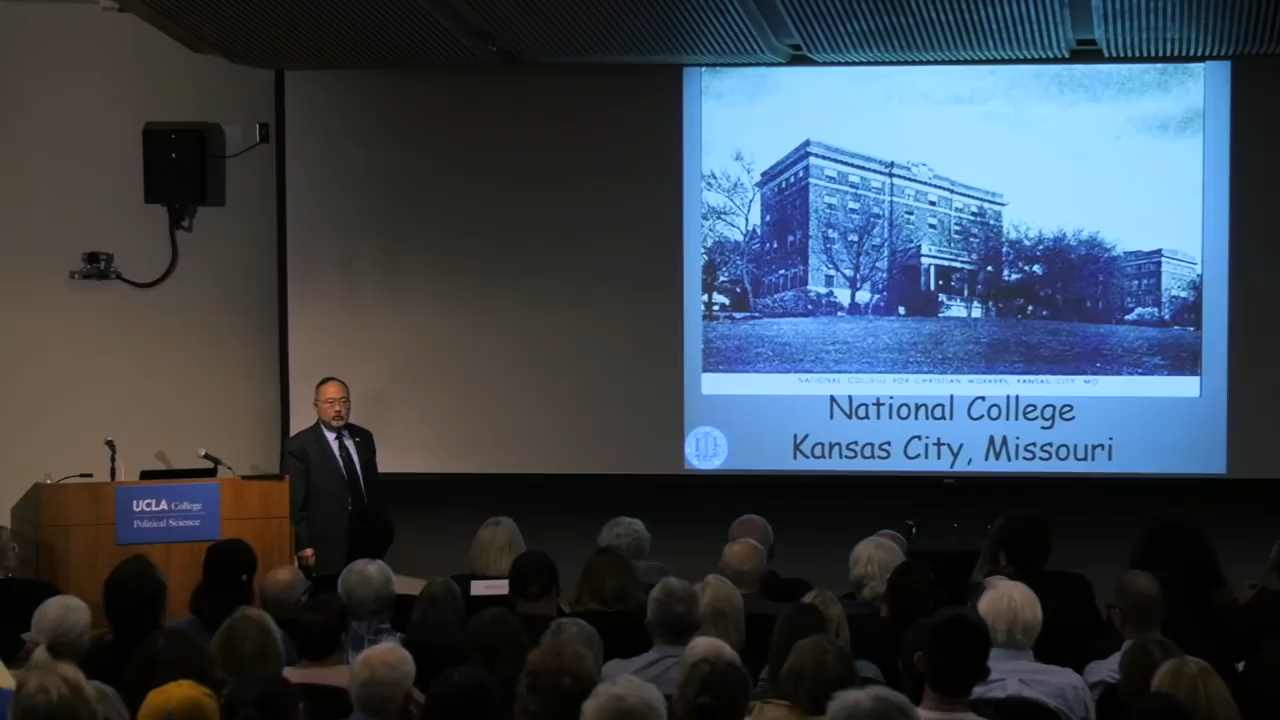 NATIONAL COLLEGE FOR CHRISTIAN WORKERS, KANSAS CITY, MO.
National College
Kansas City, Missouri
UCLA College
Political Science